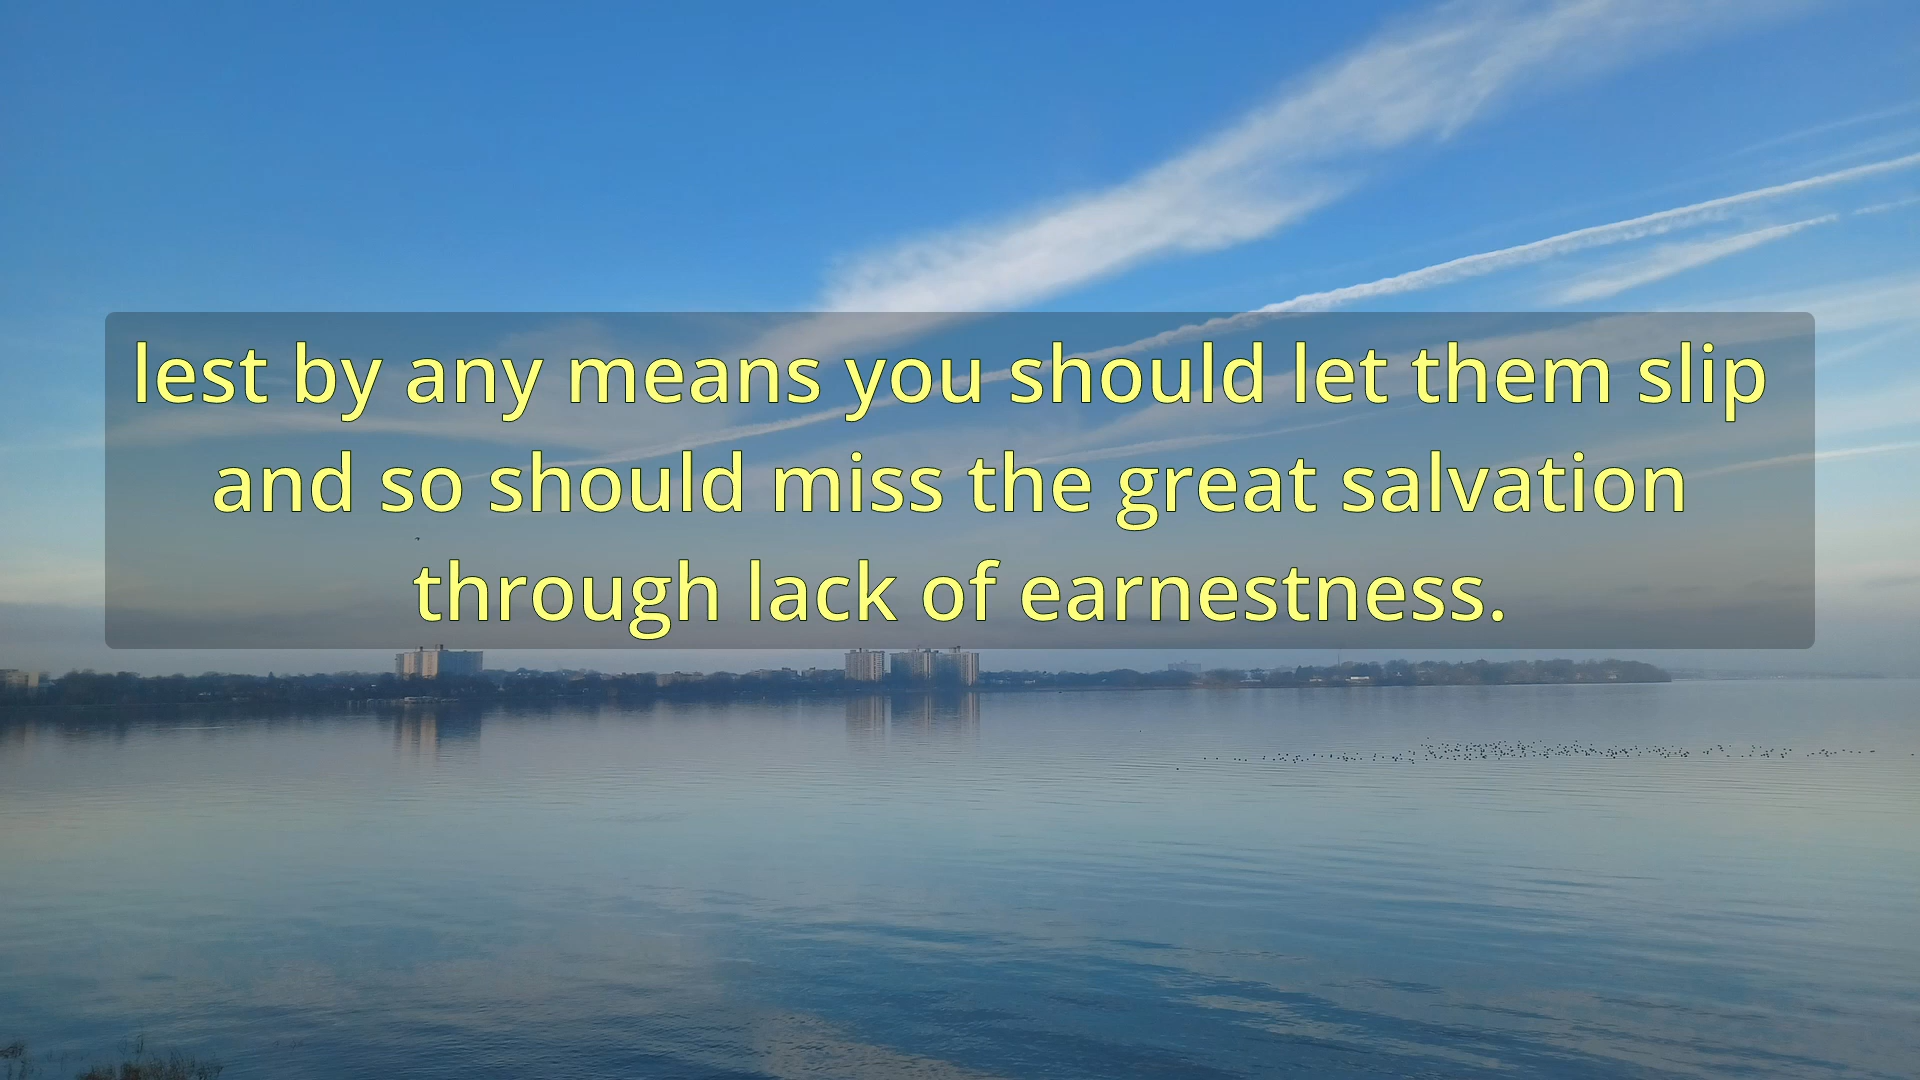 lest by any means you should let them slip
and so should miss the great salvation
through lack of earnestness.